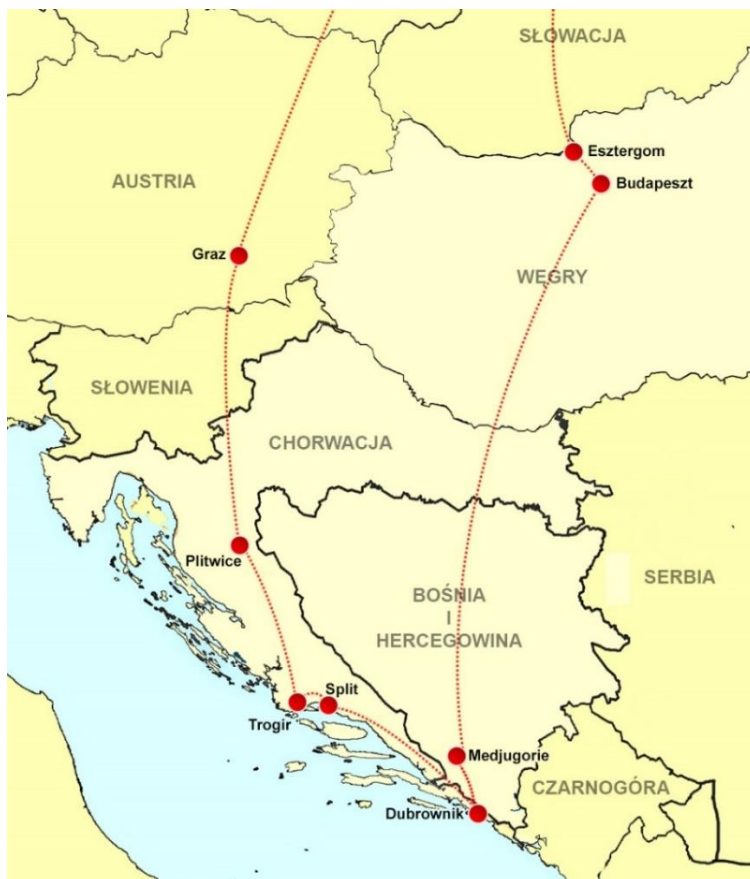 SŁOWACJA
Esztergom
AUSTRIA
Budapeszt
Graz
WĘGRY
SŁOWENIA
CHORWACJA
Plitwice
SERBIA
BOŚNIA
I
HERCEGOWINA
Split
Trogir
Medjugorie
CZARNOGÓRA
Dubrownik